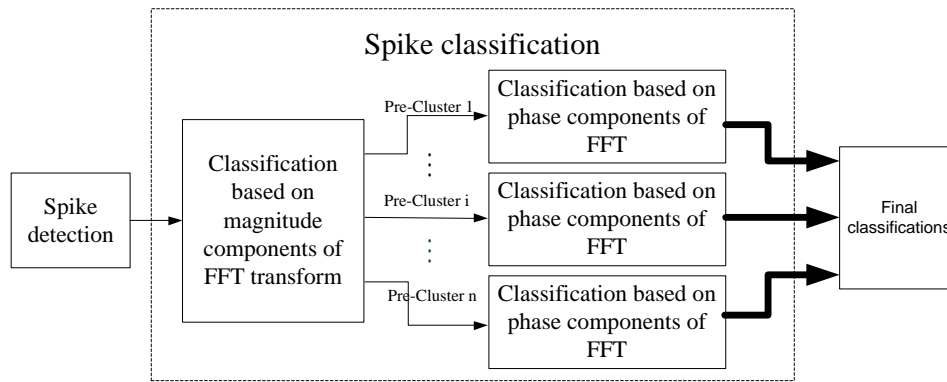 Spike classification
Spike
detection
Classification
based on
magnitude
components of
FFT transform
Pre-Cluster 1
Classification based on
phase components of
FFT
Pre-Cluster i
Classification based on
phase components of
FFT
Pre-Cluster n
Classification based on
phase components of
FFT
Final
classifications